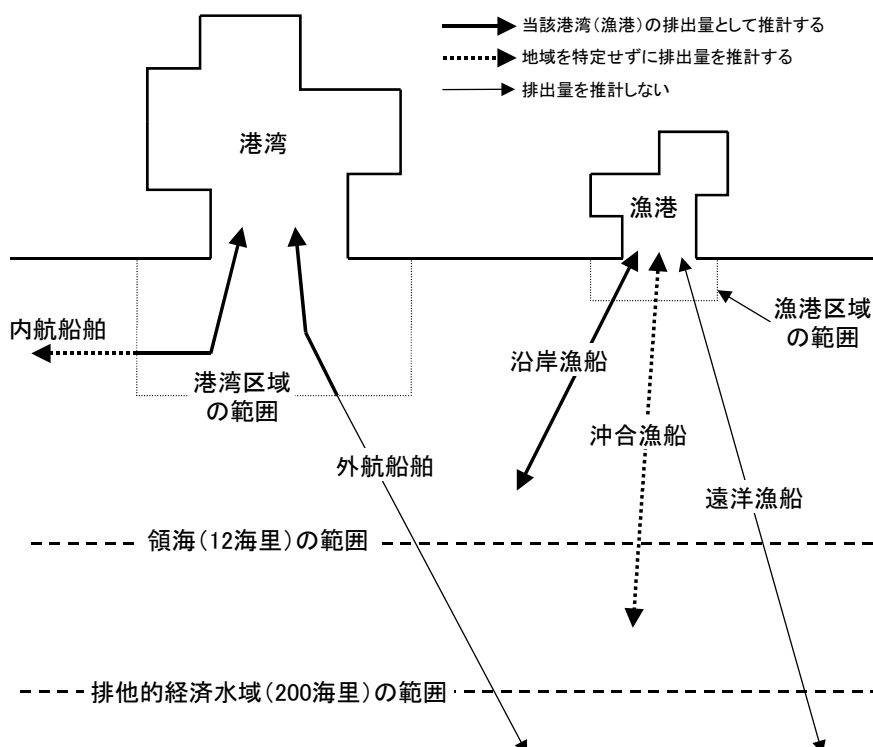 当該港湾(漁港)の排出量として推計する
地域を特定せずに排出量を推計する
排出量を推計しない
港湾
漁港
内航船舶
港湾区域
の範囲
漁港区域
の範囲
沿岸漁船
沖合漁船
外航船舶
遠洋漁船
領海(12海里)の範囲
排他的経済水域(200海里)の範囲